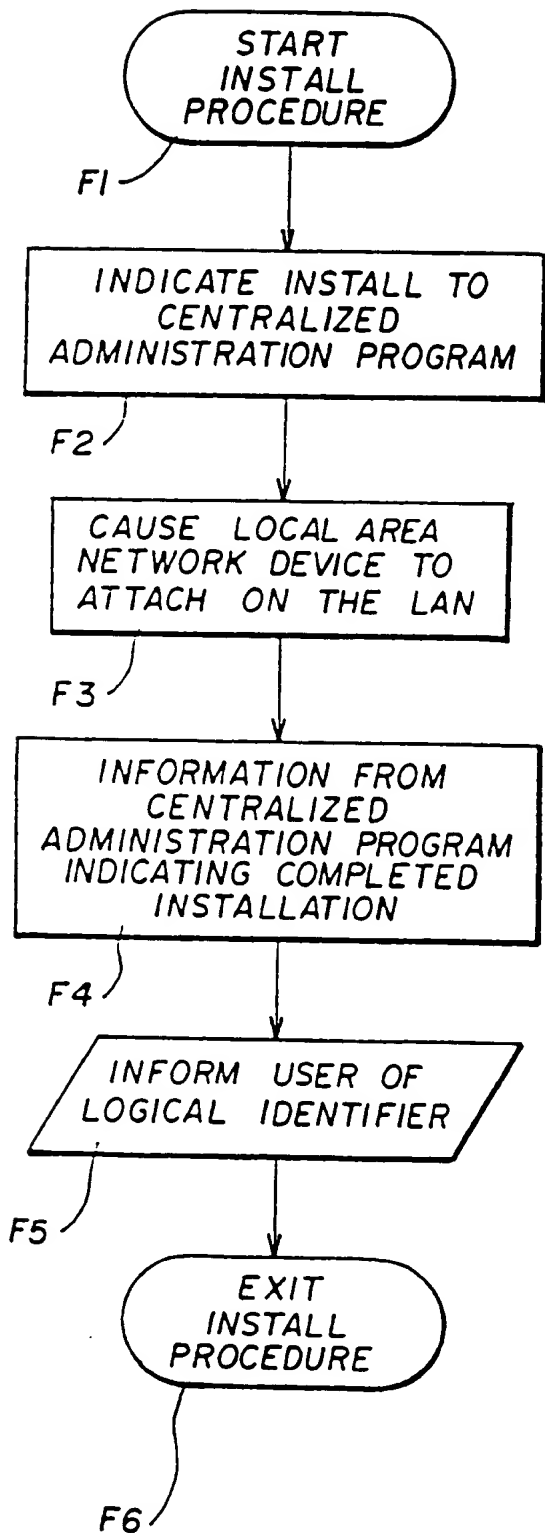 START
INSTALL
PROCEDURE
F1
INDICATE INSTALL TO
CENTRALIZED
ADMINISTRATION PROGRAM
F2
CAUSE LOCAL AREA
NETWORK DEVICE TO
ATTACH ON THE LAN
F3
INFORMATION FROM
CENTRALIZED
ADMINISTRATION PROGRAM
INDICATING COMPLETED
INSTALLATION
F4
INFORM USER OF
LOGICAL IDENTIFIER
F5
EXIT
INSTALL
PROCEDURE
F6